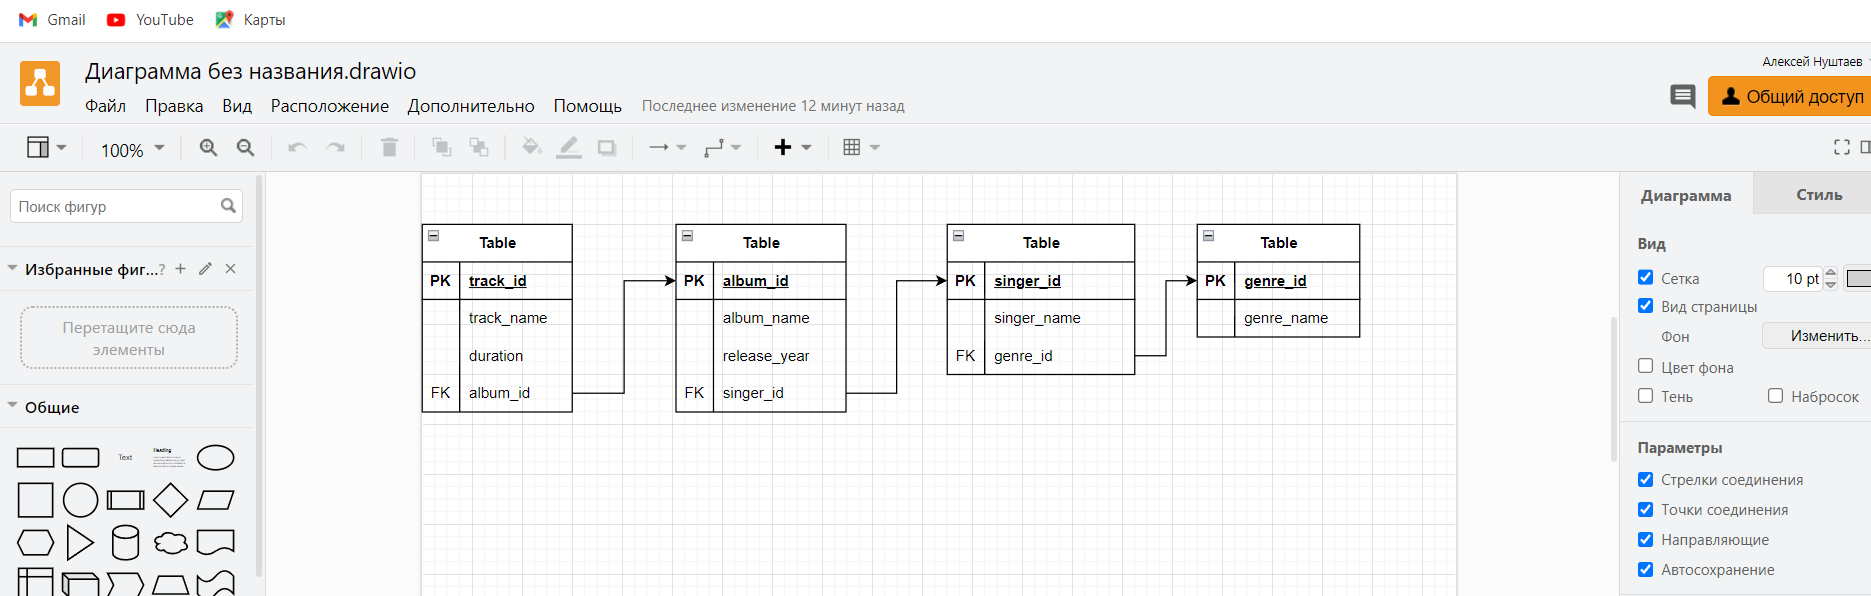 Gmail YouTube Карты
Диаграмма без названия.drawio
Алексей Нуштаев
Файл Правка Вид Расположение Дополнительно Помощь Последнее изменение 12 минут назад
Общий доступ
100%
Поиск фигур
Избранные фиг...?
Перетащите сюда
элементы
Общие
Text
Heading
Table
PK track_id
track_name
duration
FK album_id
Table
PK album_id
album_name
release_year
FK singer_id
Table
PK singer_id
singer_name
FK genre_id
Table
PK genre_id
genre_name
Диаграмма Стиль
Вид
Сетка 10 pt
Вид страницы
Фон Изменить...
Цвет фона
Тень Набросок
Параметры
Стрелки соединения
Точки соединения
Направляющие
Автосохранение